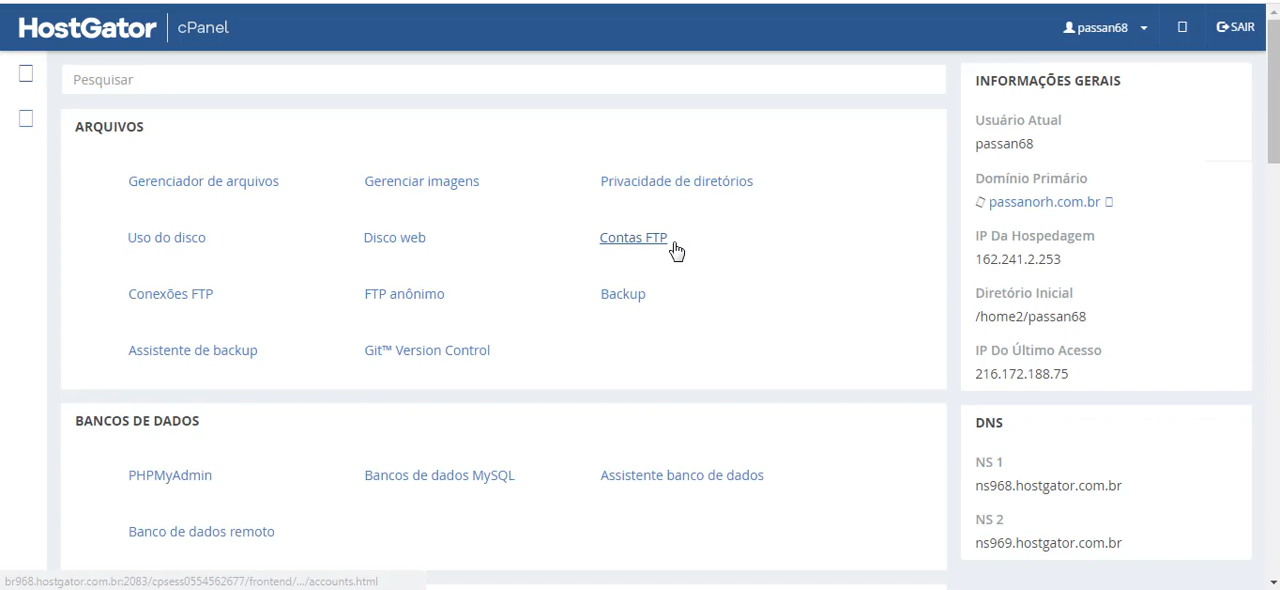 HostGator cPanel
passan68
SAIR
Pesquisar
ARQUIVOS
Gerenciador de arquivos Gerenciar imagens Privacidade de diretórios
Uso do disco Disco web Contas FTP
Conexões FTP FTP anônimo Backup
Assistente de backup Git™ Version Control
BANCOS DE DADOS
PHPMyAdmin Bancos de dados MySQL Assistente banco de dados
Banco de dados remoto
INFORMAÇÕES GERAIS
Usuário Atual
passan68
Domínio Primário
passanorh.com.br
IP Da Hospedagem
162.241.2.253
Diretório Inicial
/home2/passan68
IP Do Último Acesso
216.172.188.75
DNS
NS 1
ns968.hostgator.com.br
NS 2
ns969.hostgator.com.br
br968.hostgator.com.br:2083/cpsess0554562677/frontend/.../accounts.html